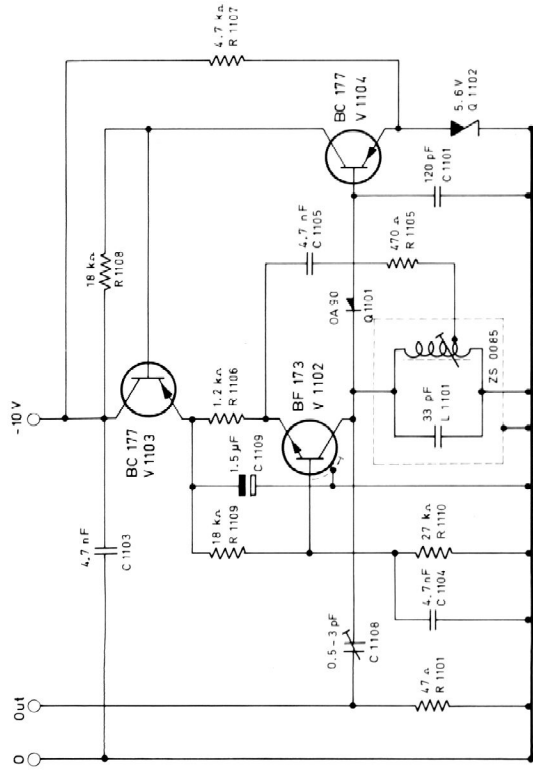 -10 V
Out
0
4.7 kΩ
R 1107
18 kΩ
R 1108
BC 177
V 1103
4.7 nF
C 1103
BC 177
V 1104
5.6 V
Q 1102
120 pF
C 1101
4.7 nF
C 1105
470 Ω
R 1105
OA 90
Q 1101
1.2 kΩ
R 1106
BF 173
V 1102
1.5 µF
C 1109
18 kΩ
R 1109
33 pF
L 1101
ZS 0085
27 kΩ
R 1110
4.7 nF
C 1104
0.5-3 pF
C 1108
47 Ω
R 1101